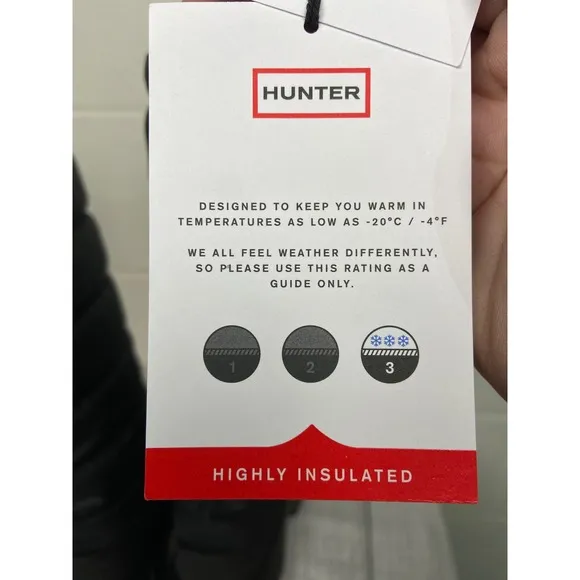 HUNTER
DESIGNED TO KEEP YOU WARM IN
TEMPERATURES AS LOW AS -20°C / -4°F
WE ALL FEEL WEATHER DIFFERENTLY,
SO PLEASE USE THIS RATING AS A
GUIDE ONLY.
1 2 3
HIGHLY INSULATED